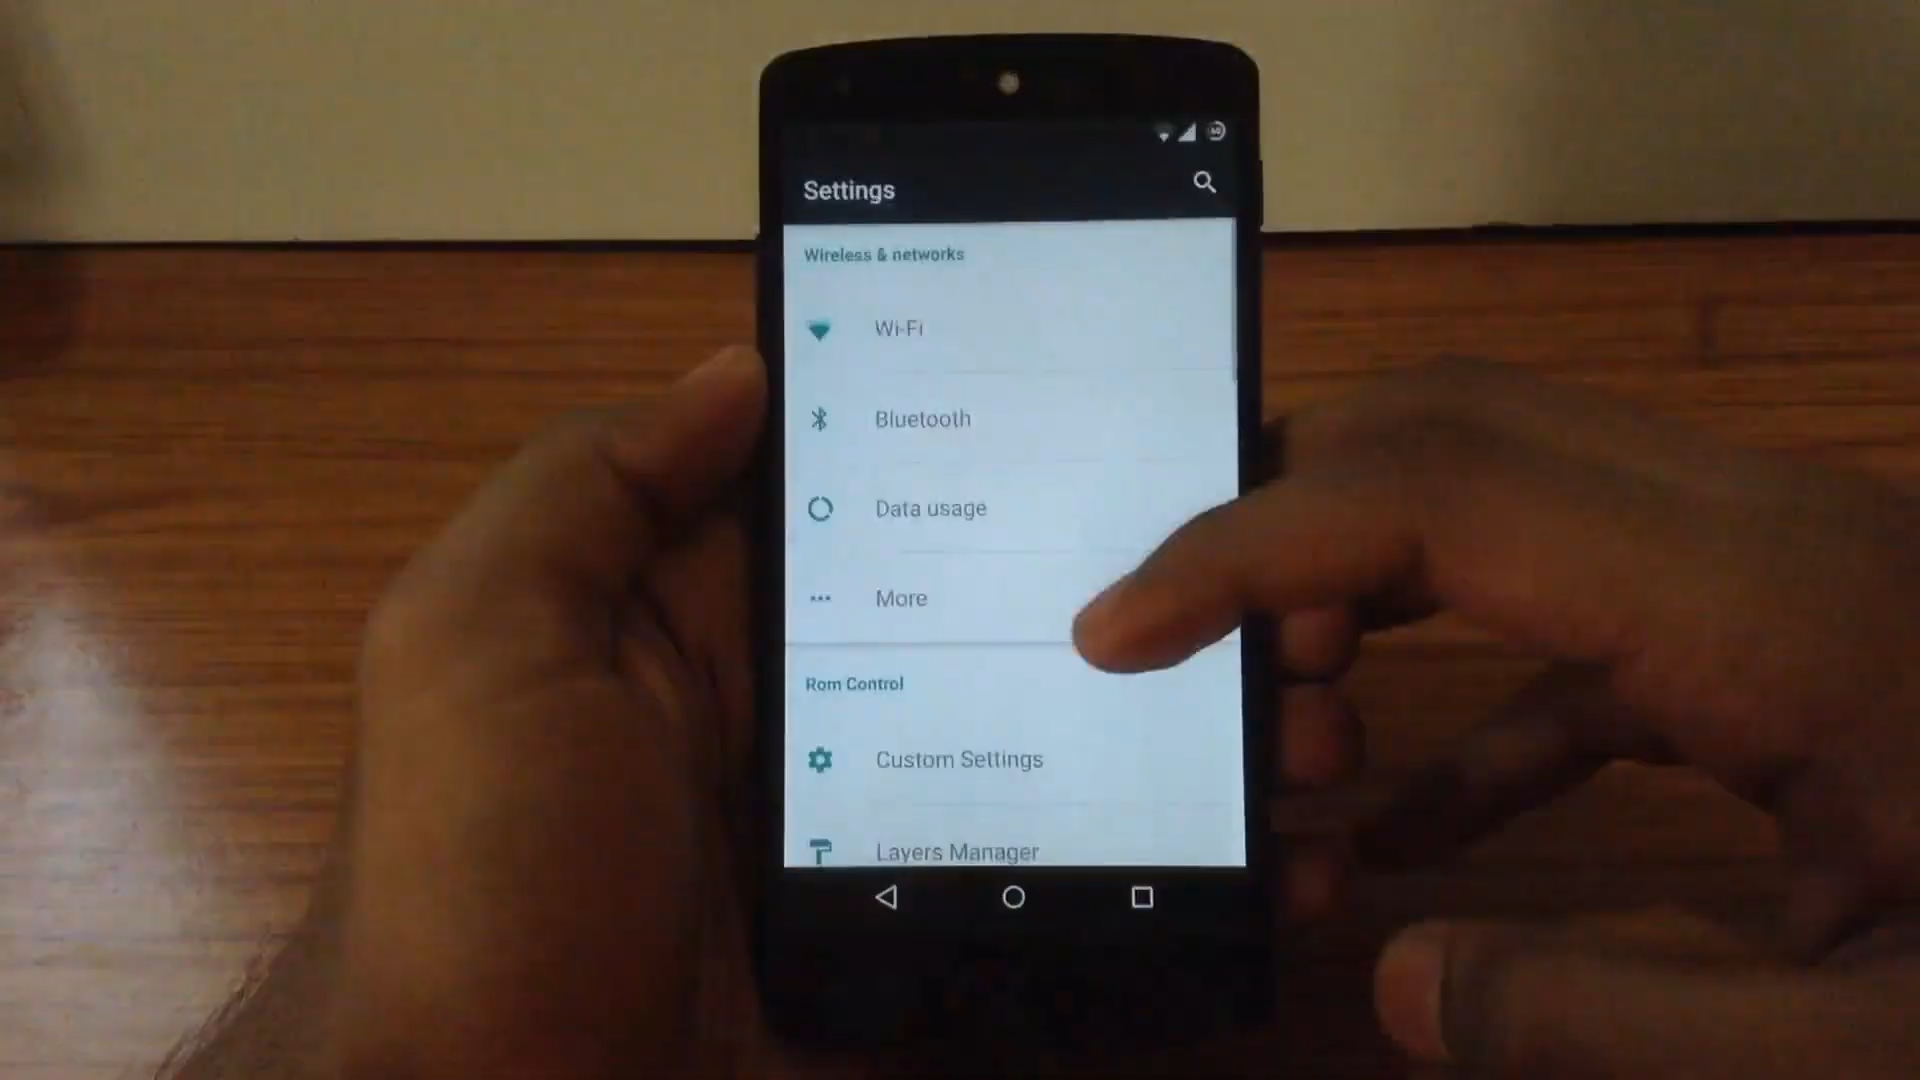 Settings
Wireless & networks
Wi-Fi
Bluetooth
Data usage
More
Rom Control
Custom Settings
Layers Manager